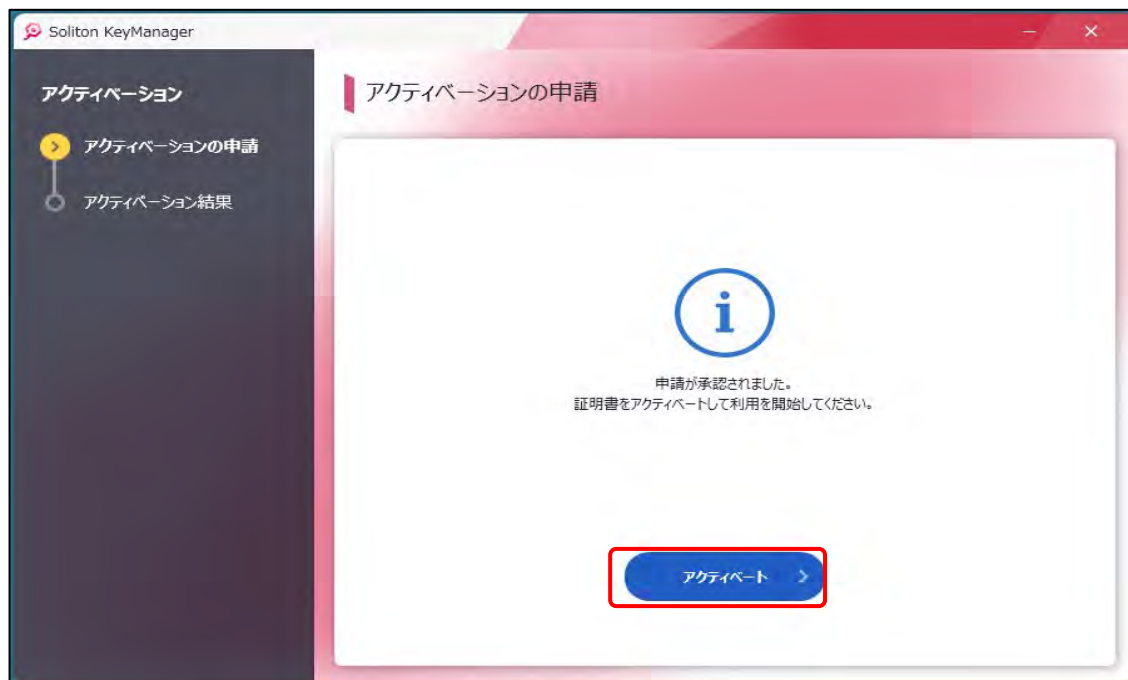 Soliton KeyManager
アクティベーション
アクティベーションの申請
アクティベーション結果
アクティベーションの申請
申請が承認されました。
証明書をアクティベートして利用を開始してください。
アクティベート